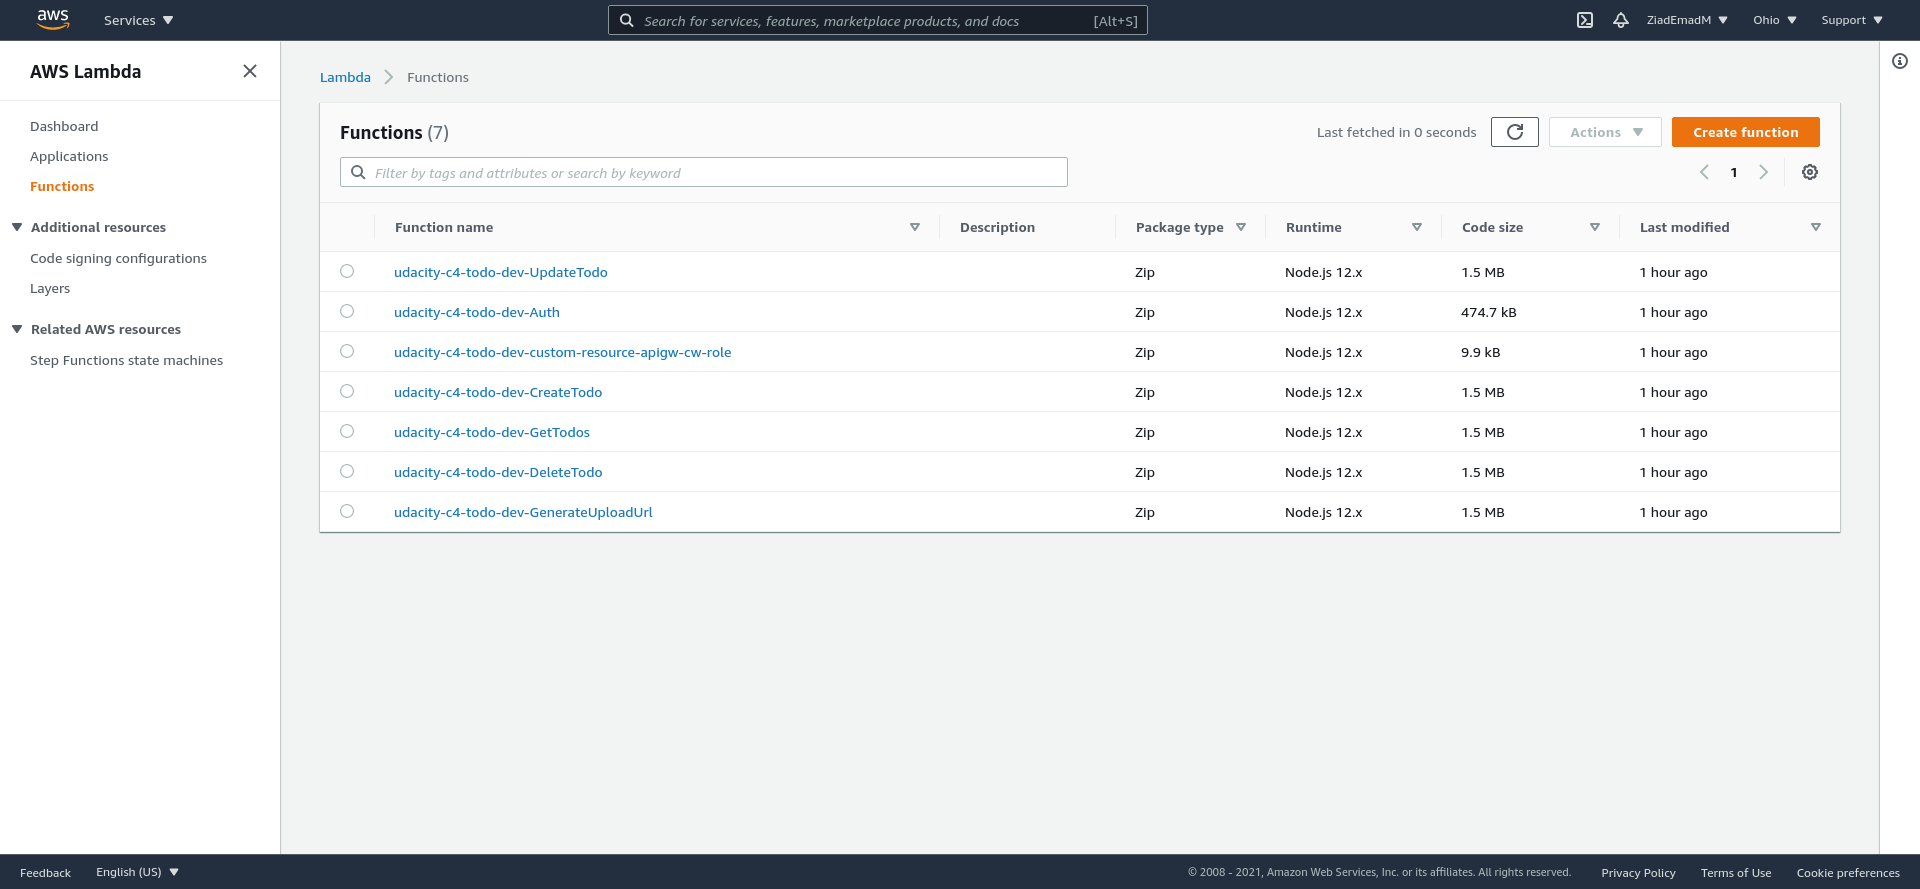 aws Services Search for services, features, marketplace products, and docs [Alt+S] ZiadEmadM Ohio Support
AWS Lambda
Dashboard
Applications
Functions
Additional resources
Code signing configurations
Layers
Related AWS resources
Step Functions state machines
Lambda Functions
Functions (7) Last fetched in 0 seconds Actions Create function
Filter by tags and attributes or search by keyword 1
Function name Description Package type Runtime Code size Last modified
udacity-c4-todo-dev-UpdateTodo Zip Node.js 12.x 1.5 MB 1 hour ago
udacity-c4-todo-dev-Auth Zip Node.js 12.x 474.7 kB 1 hour ago
udacity-c4-todo-dev-custom-resource-apigw-cw-role Zip Node.js 12.x 9.9 kB 1 hour ago
udacity-c4-todo-dev-CreateTodo Zip Node.js 12.x 1.5 MB 1 hour ago
udacity-c4-todo-dev-GetTodos Zip Node.js 12.x 1.5 MB 1 hour ago
udacity-c4-todo-dev-DeleteTodo Zip Node.js 12.x 1.5 MB 1 hour ago
udacity-c4-todo-dev-GenerateUploadUrl Zip Node.js 12.x 1.5 MB 1 hour ago
Feedback English (US) © 2008 - 2021, Amazon Web Services, Inc. or its affiliates. All rights reserved. Privacy Policy Terms of Use Cookie preferences